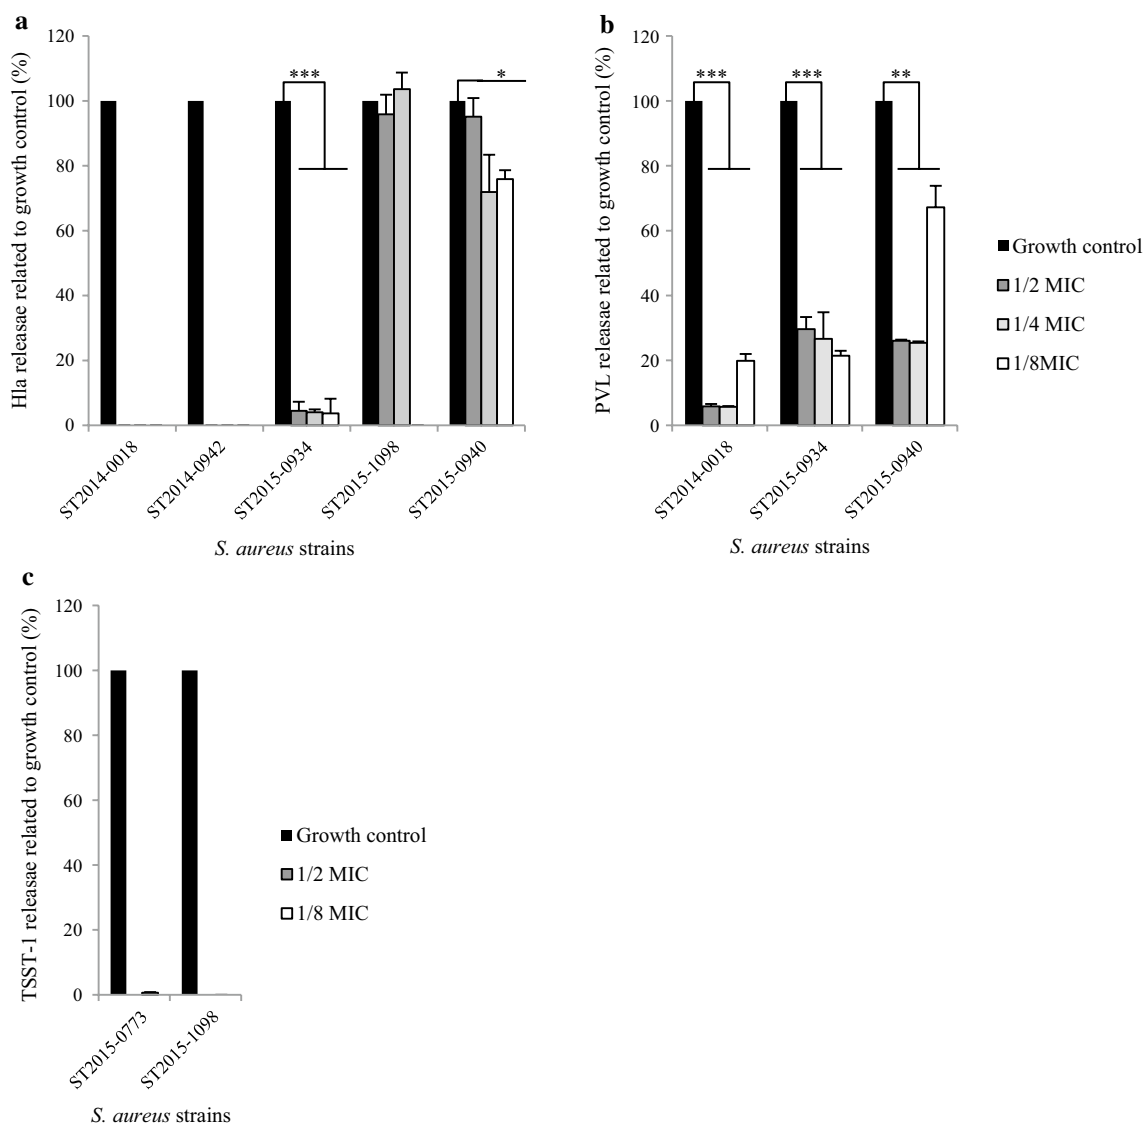 a
Hla releasae related to growth control (%)
120
100
80
60
40
20
0
***
*
ST2014-0018
ST2014-0942
ST2015-0934
ST2015-1098
ST2015-0940
S. aureus strains
b
PVL releasae related to growth control (%)
120
100
80
60
40
20
0
***
***
**
ST2014-0018
ST2015-0934
ST2015-0940
S. aureus strains
Growth control
1/2 MIC
1/4 MIC
1/8MIC
c
TSST-1 releasae related to growth control (%)
120
100
80
60
40
20
0
ST2015-0773
ST2015-1098
S. aureus strains
Growth control
1/2 MIC
1/8 MIC